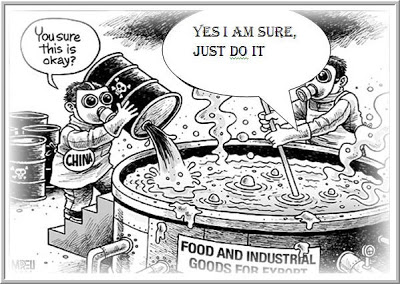 You sure
this is
okay?
YES I AM SURE,
JUST DO IT
CHINA
FOOD AND INDUSTRIAL
GOODS FOR EXPORT